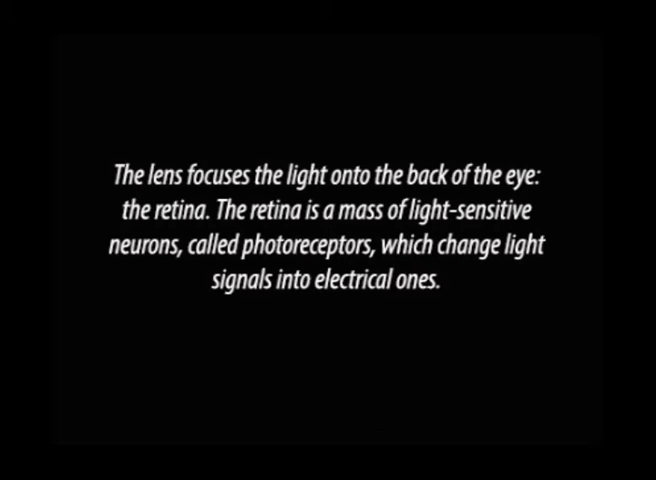 The lens focuses the light onto the back of the eye:
the retina. The retina is a mass of light-sensitive
neurons, called photoreceptors, which change light
signals into electrical ones.